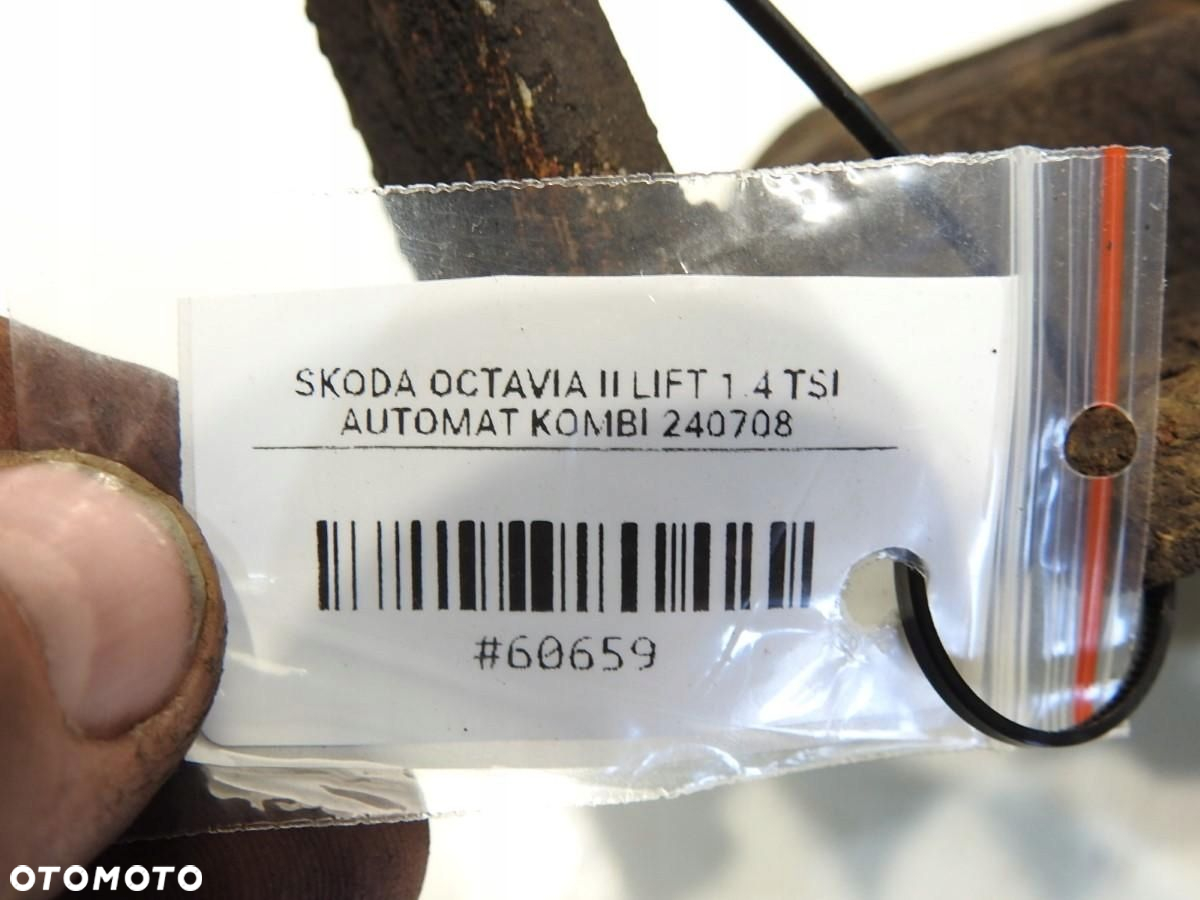 SKODA OCTAVIA II LIFT 1.4 TSI
AUTOMAT KOMBI 240708
#60659
OTOMOTO